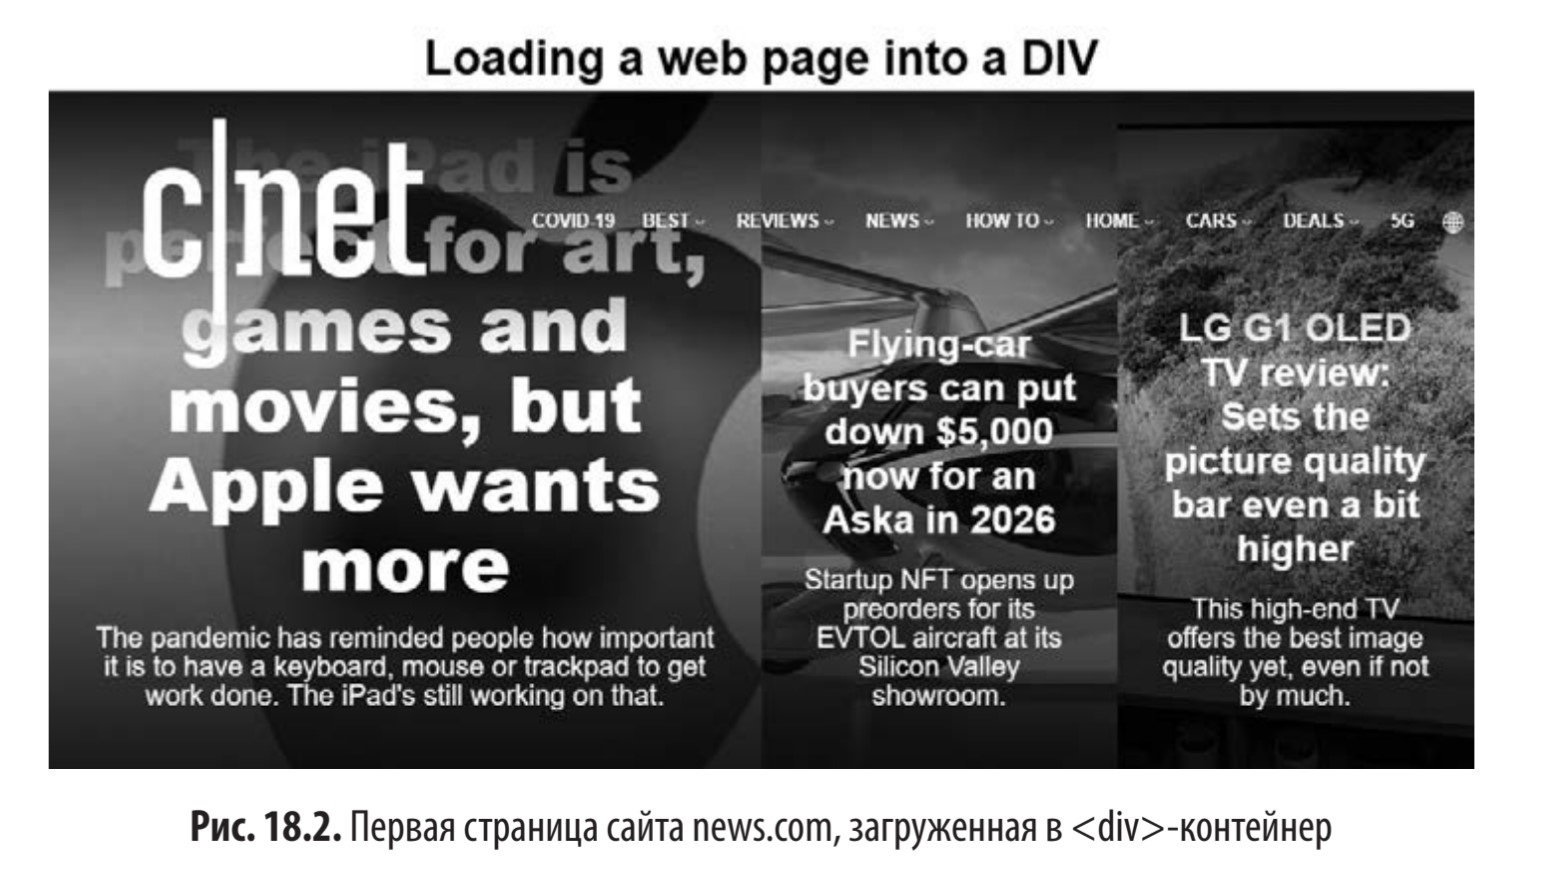 Loading a web page into a DIV
c|net
COVID-19 BEST REVIEWS NEWS HOW TO HOME CARS DEALS 5G
The iPad is
perfect for art,
games and
movies, but
Apple wants
more
The pandemic has reminded people how important
it is to have a keyboard, mouse or trackpad to get
work done. The iPad's still working on that.
Flying-car
buyers can put
down $5,000
now for an
Aska in 2026
Startup NFT opens up
preorders for its
EVTOL aircraft at its
Silicon Valley
showroom.
LG G1 OLED
TV review:
Sets the
picture quality
bar even a bit
higher
This high-end TV
offers the best image
quality yet, even if not
by much.
Рис. 18.2. Первая страница сайта news.com, загруженная в <div>-контейнер